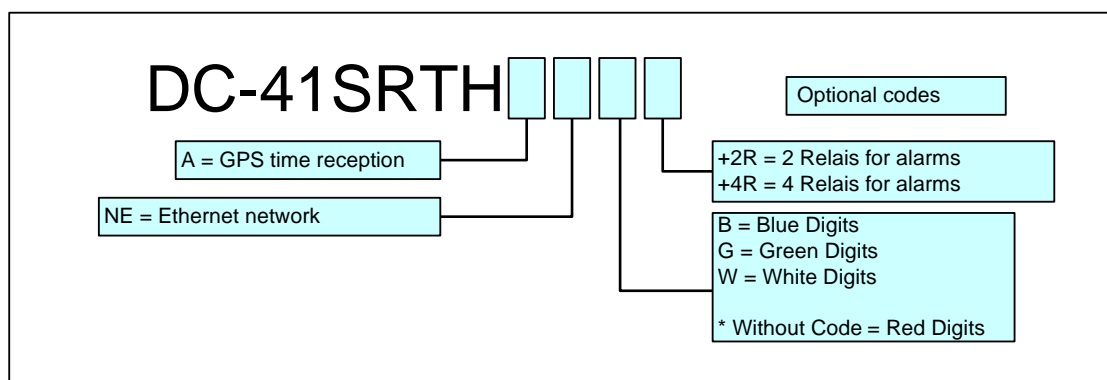 DC-41SRTH
Optional codes
A = GPS time reception
+2R = 2 Relais for alarms
+4R = 4 Relais for alarms
NE = Ethernet network
B = Blue Digits
G = Green Digits
W = White Digits
* Without Code = Red Digits